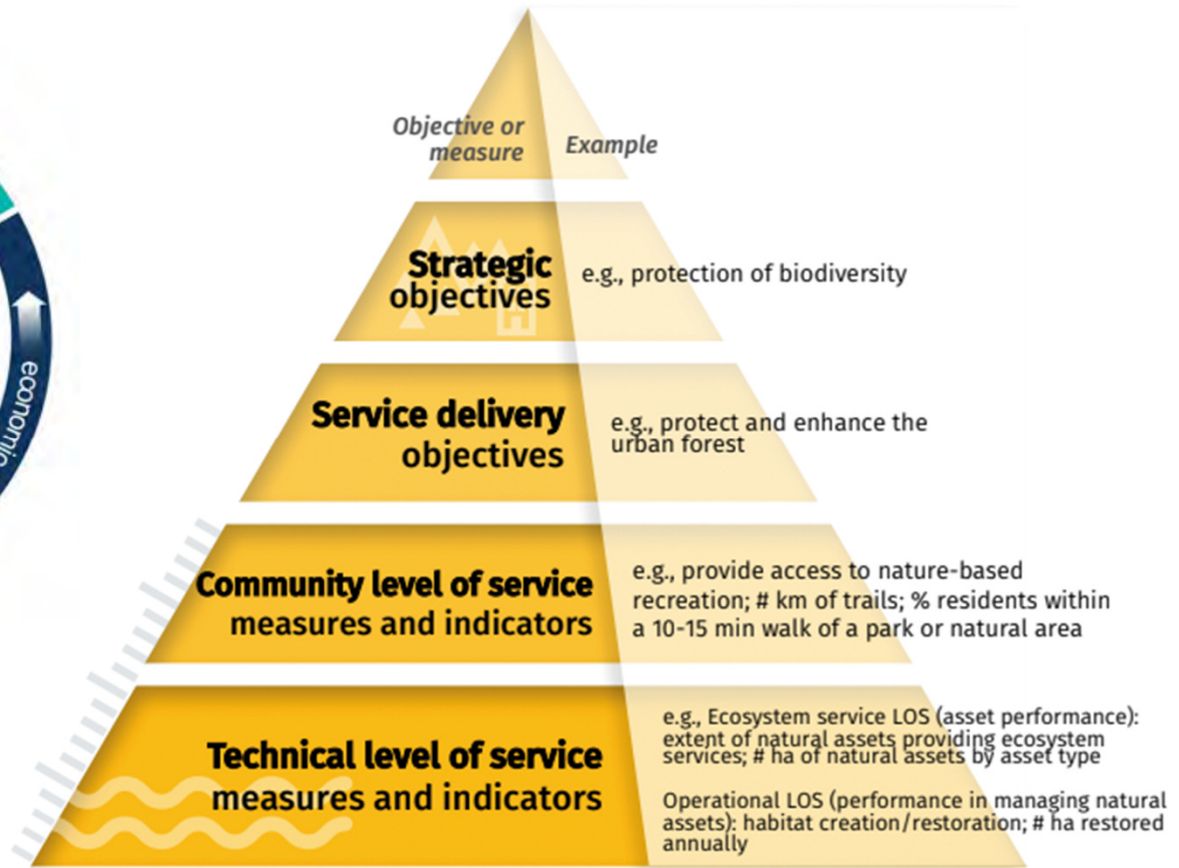 Objective or
measure
Example
Strategic
objectives
e.g., protection of biodiversity
Service delivery
objectives
e.g., protect and enhance the
urban forest
economic
Community level of service
measures and indicators
e.g., provide access to nature-based
recreation; # km of trails; % residents within
a 10-15 min walk of a park or natural area
Technical level of service
measures and indicators
e.g., Ecosystem service LOS (asset performance):
extent of natural assets providing ecosystem
services; # ha of natural assets by asset type
Operational LOS (performance in managing natural
assets): habitat creation/restoration; # ha restored
annually